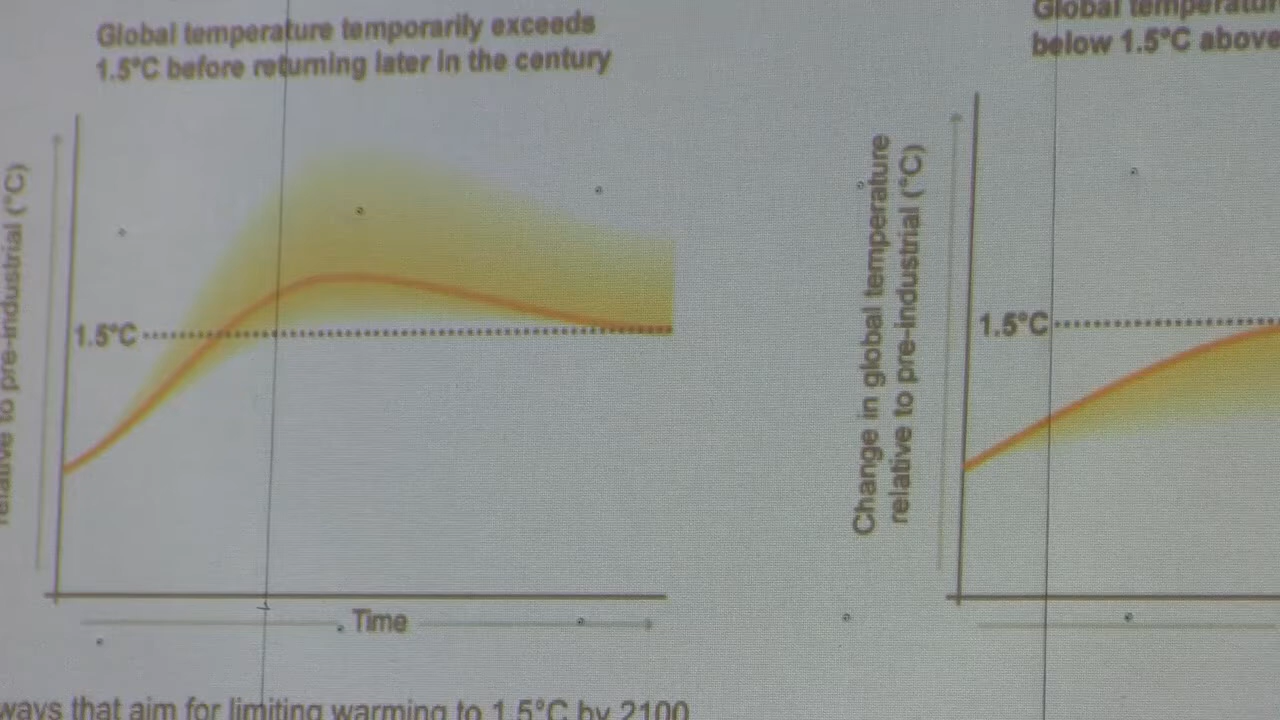 Global temperature temporarily exceeds
1.5°C before returning later in the century
relative to pre-industrial (°C)
1.5°C
Time
ways that aim for limiting warming to 1.5°C by 2100
Global
below 1.5°C above
Change in global temperature
relative to pre-industrial (°C)
1.5°C